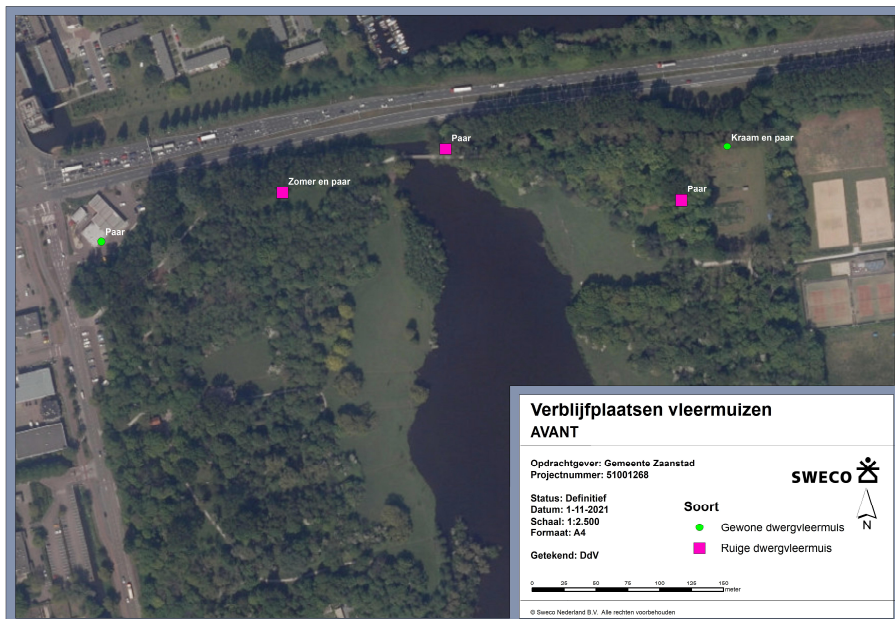 Paar
Kraam en paar
Zomer en paar
Paar
Paar
Verblijfplaatsen vleermuizen
AVANT
Opdrachtgever: Gemeente Zaanstad
Projectnummer: 51001268
SWECO
Status: Definitief
Datum: 1-11-2021
Schaal: 1:2.500
Formaat: A4
Getekend: DdV
Soort
Gewone dwergvleermuis
Ruige dwergvleermuis
N
0 25 50 75 100 125 150
meter
© Sweco Nederland B.V. Alle rechten voorbehouden